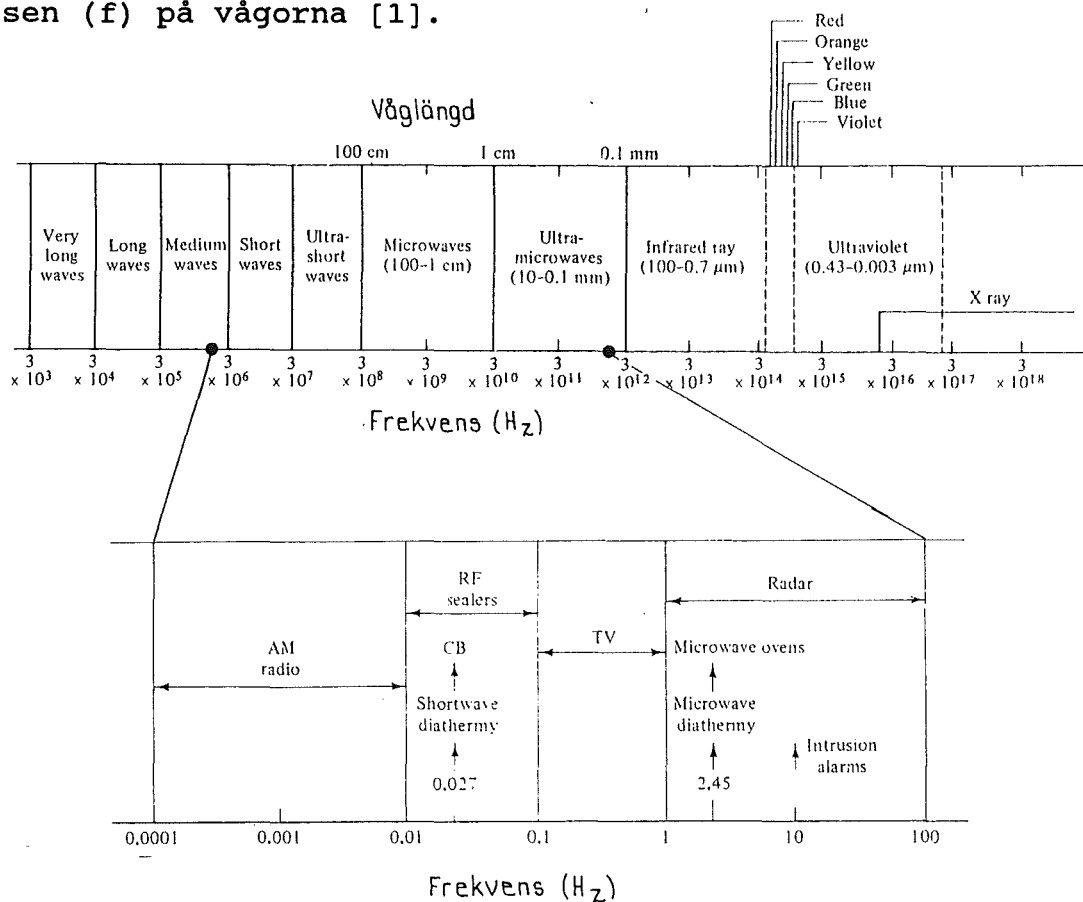 sen (f) på vågorna [1].
Red
Orange
Yellow
Green
Blue
Violet
Våglängd
100 cm
1 cm
0.1 mm
Very
long
waves
Long
waves
Medium
waves
Short
waves
Ultra-
short
waves
Microwaves
(100-1 cm)
Ultra-
microwaves
(10-0.1 mm)
Infrared ray
(100-0.7 μm)
Ultraviolet
(0.43-0.003 μm)
X ray
3
× 10³
3
× 10⁴
3
× 10⁵
3
× 10⁶
3
× 10⁷
3
× 10⁸
3
× 10⁹
3
× 10¹⁰
3
× 10¹¹
3
× 10¹²
3
× 10¹³
3
× 10¹⁴
3
× 10¹⁵
3
× 10¹⁶
3
× 10¹⁷
3
× 10¹⁸
Frekvens (Hz)
AM
radio
RF
sealers
CB
Shortwave
diathermy
0.027
TV
Radar
Microwave ovens
Microwave
diathermy
2.45
Intrusion
alarms
0.0001
0.001
0.01
0.1
1
10
100
Frekvens (Hz)